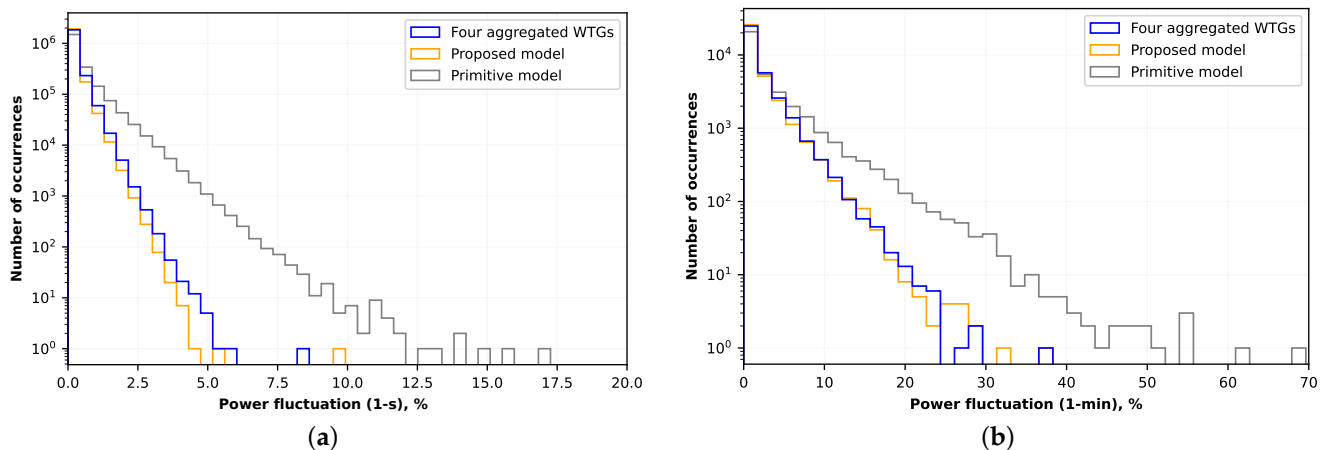 Four aggregated WTGs
Proposed model
Primitive model
Number of occurrences
10^6
10^5
10^4
10^3
10^2
10^1
10^0
0.0 2.5 5.0 7.5 10.0 12.5 15.0 17.5 20.0
Power fluctuation (1-s), %
(a)
Four aggregated WTGs
Proposed model
Primitive model
Number of occurrences
10^4
10^3
10^2
10^1
10^0
0 10 20 30 40 50 60 70
Power fluctuation (1-min), %
(b)